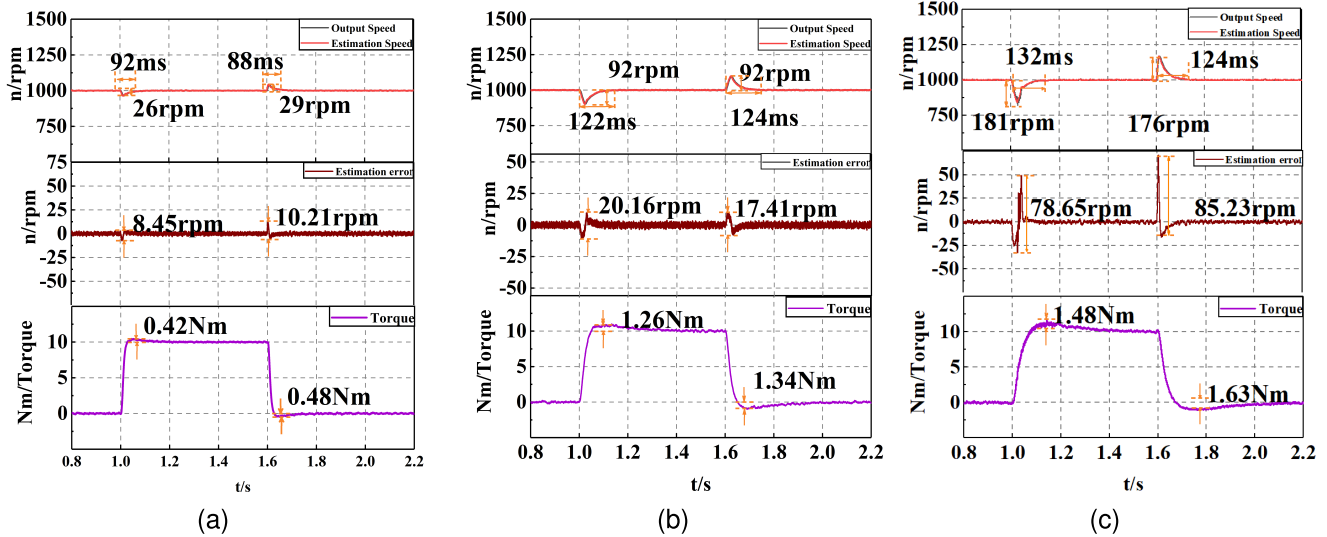 1500
1250
1000
750
n/rpm
Output Speed
Estimation Speed
92ms
88ms
26rpm
29rpm
75
50
25
0
-25
-50
n/rpm
Estimation error
8.45rpm
10.21rpm
10
5
0
Nm/Torque
Torque
0.42Nm
0.48Nm
0.8 1.0 1.2 1.4 1.6 1.8 2.0 2.2
t/s
(a)
1500
1250
1000
750
n/rpm
Output Speed
Estimation Speed
92rpm
92rpm
122ms
124ms
50
25
0
-25
-50
n/rpm
Estimation error
20.16rpm
17.41rpm
15
10
5
0
Nm/Torque
Torque
1.26Nm
1.34Nm
0.8 1.0 1.2 1.4 1.6 1.8 2.0 2.2
t/s
(b)
1500
1250
1000
750
n/rpm
Output Speed
Estimation Speed
132ms
124ms
181rpm
176rpm
50
25
0
-25
-50
n/rpm
Estimation error
78.65rpm
85.23rpm
10
5
0
Nm/Torque
Torque
1.48Nm
1.63Nm
0.8 1.0 1.2 1.4 1.6 1.8 2.0 2.2
t/s
(c)